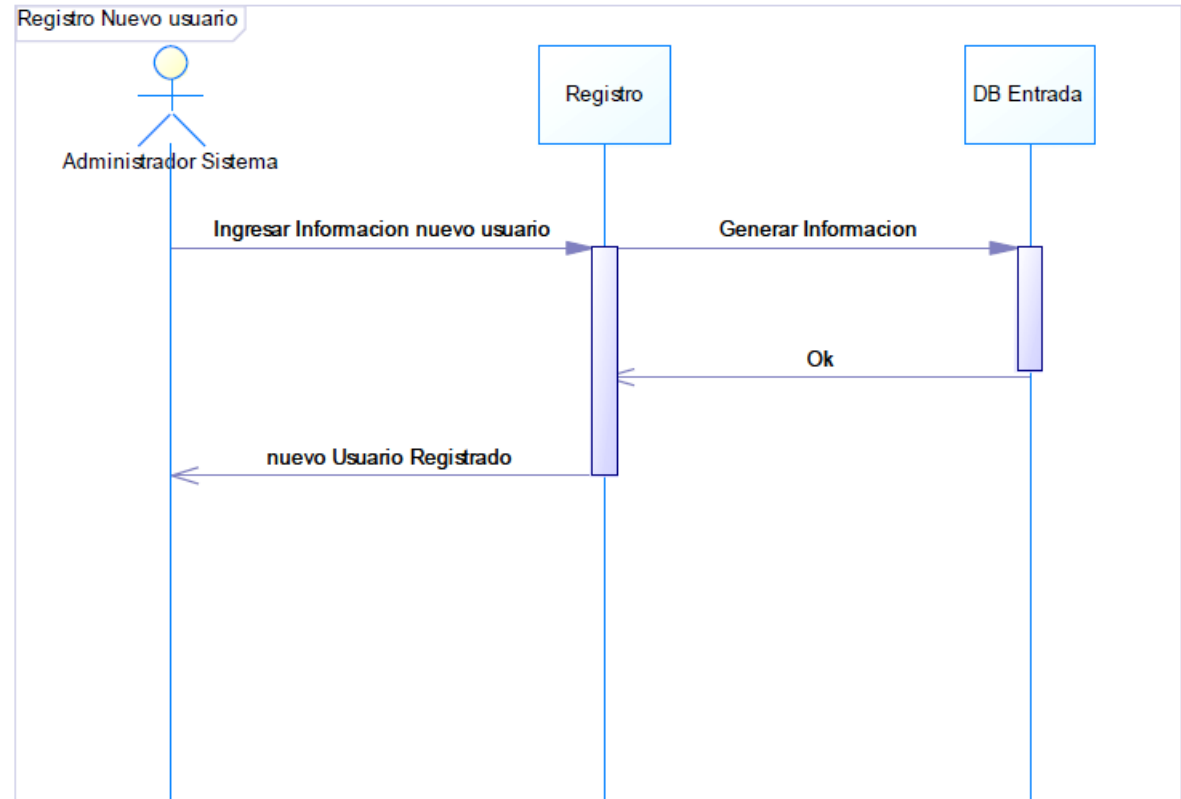 Registro Nuevo usuario
Registro
DB Entrada
Administrador Sistema
Ingresar Informacion nuevo usuario
Generar Informacion
Ok
nuevo Usuario Registrado